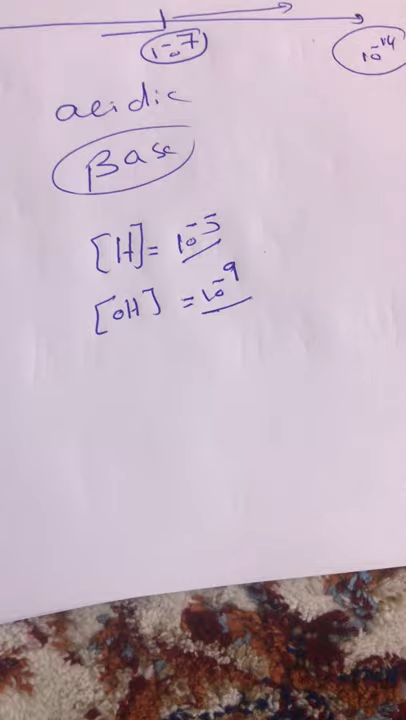 10⁻⁷
10⁻¹⁴
acidic
Base
[H]= 10⁻⁵
[OH] = 10⁻⁹